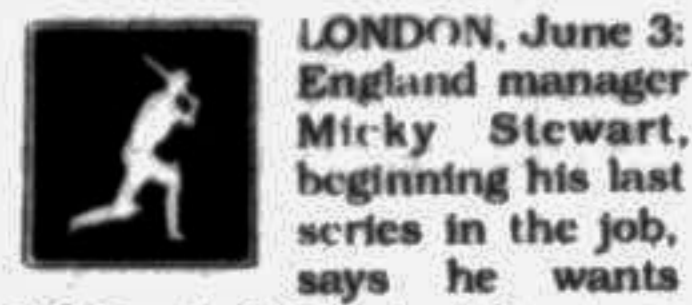 LONDON, June 3:
England manager
Micky Stewart,
beginning his last
series in the job,
says he wants